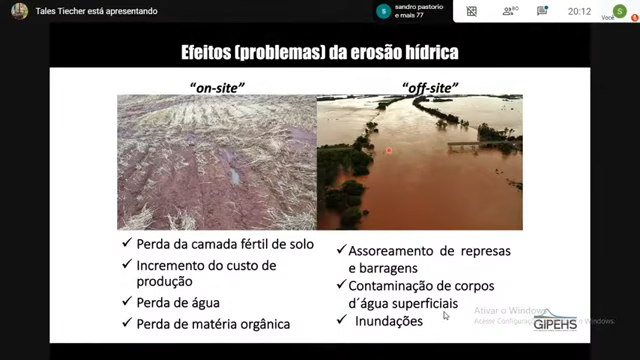 Tales Tiecher está apresentando
sandro pastorio
e mais 77
80
20:12
Você
S
S
Efeitos (problemas) da erosão hídrica
"on-site"
"off-site"
✓ Perda da camada fértil de solo
✓ Incremento do custo de
produção
✓ Perda de água
✓ Perda de matéria orgânica
✓ Assoreamento de represas
e barragens
✓ Contaminação de corpos
d´água superficiais
✓ Inundações
Ativar o Windows
GIPEHS